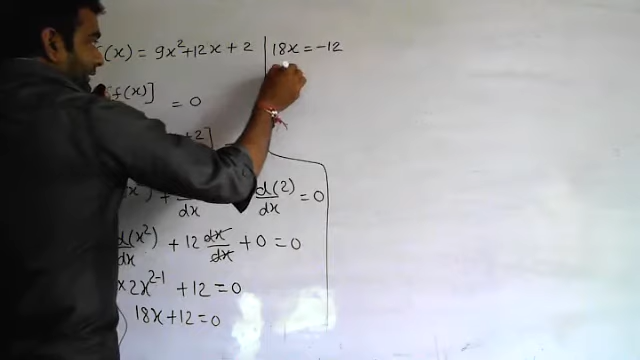 (x) = 9x²+12x+2
f(x)] = 0
+2]
x ) + dx d(2)/dx = 0
d(x²)/dx + 12 dx/dx + 0 = 0
× 2x²⁻¹ + 12 = 0
18x+12=0
18x = -12